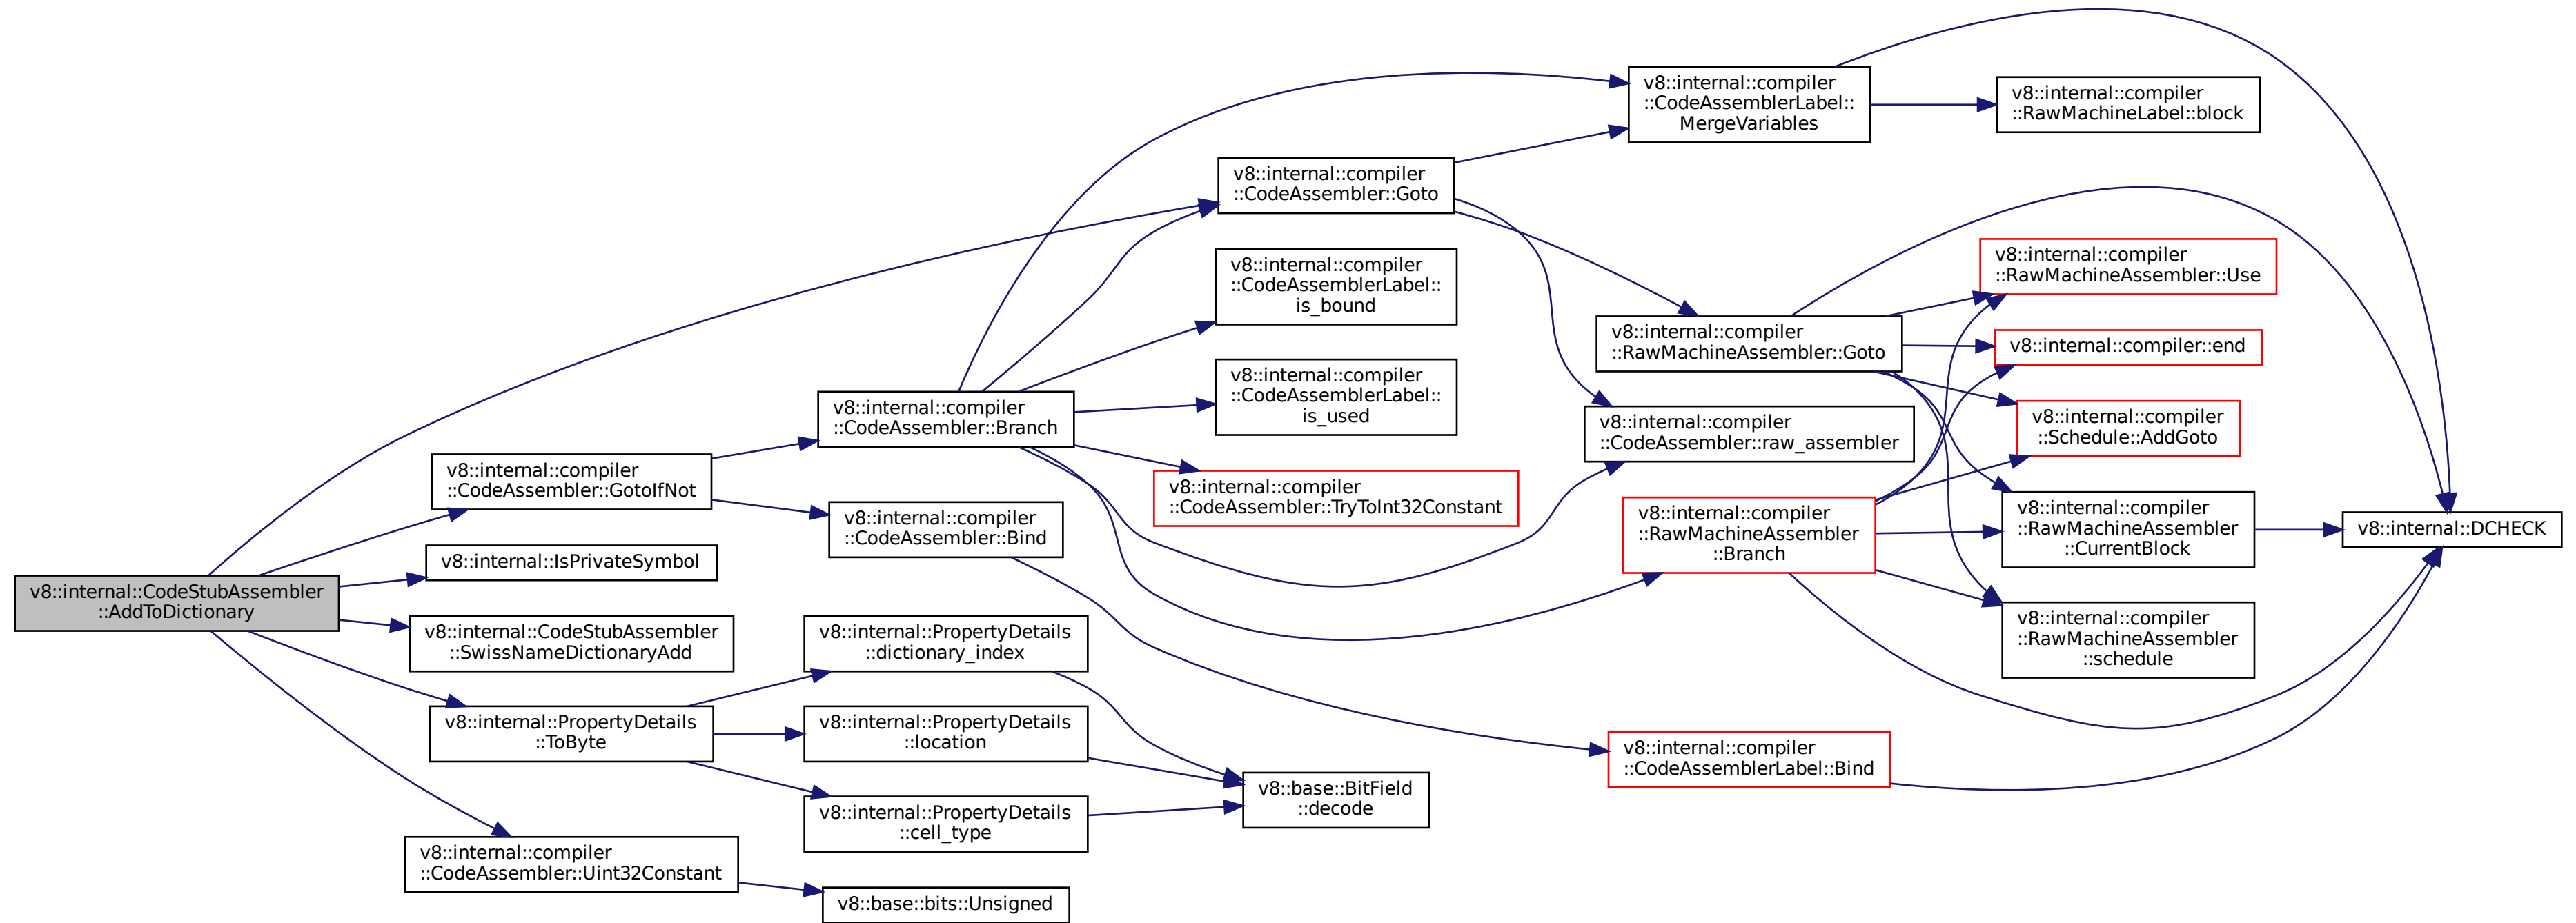 v8::internal::CodeStubAssembler
::AddToDictionary
v8::internal::compiler
::CodeAssembler::GotoIfNot
v8::internal::IsPrivateSymbol
v8::internal::CodeStubAssembler
::SwissNameDictionaryAdd
v8::internal::PropertyDetails
::ToByte
v8::internal::compiler
::CodeAssembler::Uint32Constant
v8::internal::compiler
::CodeAssembler::Branch
v8::internal::compiler
::CodeAssembler::Bind
v8::internal::PropertyDetails
::dictionary_index
v8::internal::PropertyDetails
::location
v8::internal::PropertyDetails
::cell_type
v8::base::bits::Unsigned
v8::internal::compiler
::CodeAssembler::Goto
v8::internal::compiler
::CodeAssemblerLabel::
is_bound
v8::internal::compiler
::CodeAssemblerLabel::
is_used
v8::internal::compiler
::CodeAssembler::TryToInt32Constant
v8::base::BitField
::decode
v8::internal::compiler
::CodeAssemblerLabel::
MergeVariables
v8::internal::compiler
::RawMachineAssembler::Goto
v8::internal::compiler
::CodeAssembler::raw_assembler
v8::internal::compiler
::RawMachineAssembler
::Branch
v8::internal::compiler
::CodeAssemblerLabel::Bind
v8::internal::compiler
::RawMachineLabel::block
v8::internal::compiler
::RawMachineAssembler::Use
v8::internal::compiler::end
v8::internal::compiler
::Schedule::AddGoto
v8::internal::compiler
::RawMachineAssembler
::CurrentBlock
v8::internal::compiler
::RawMachineAssembler
::schedule
v8::internal::DCHECK